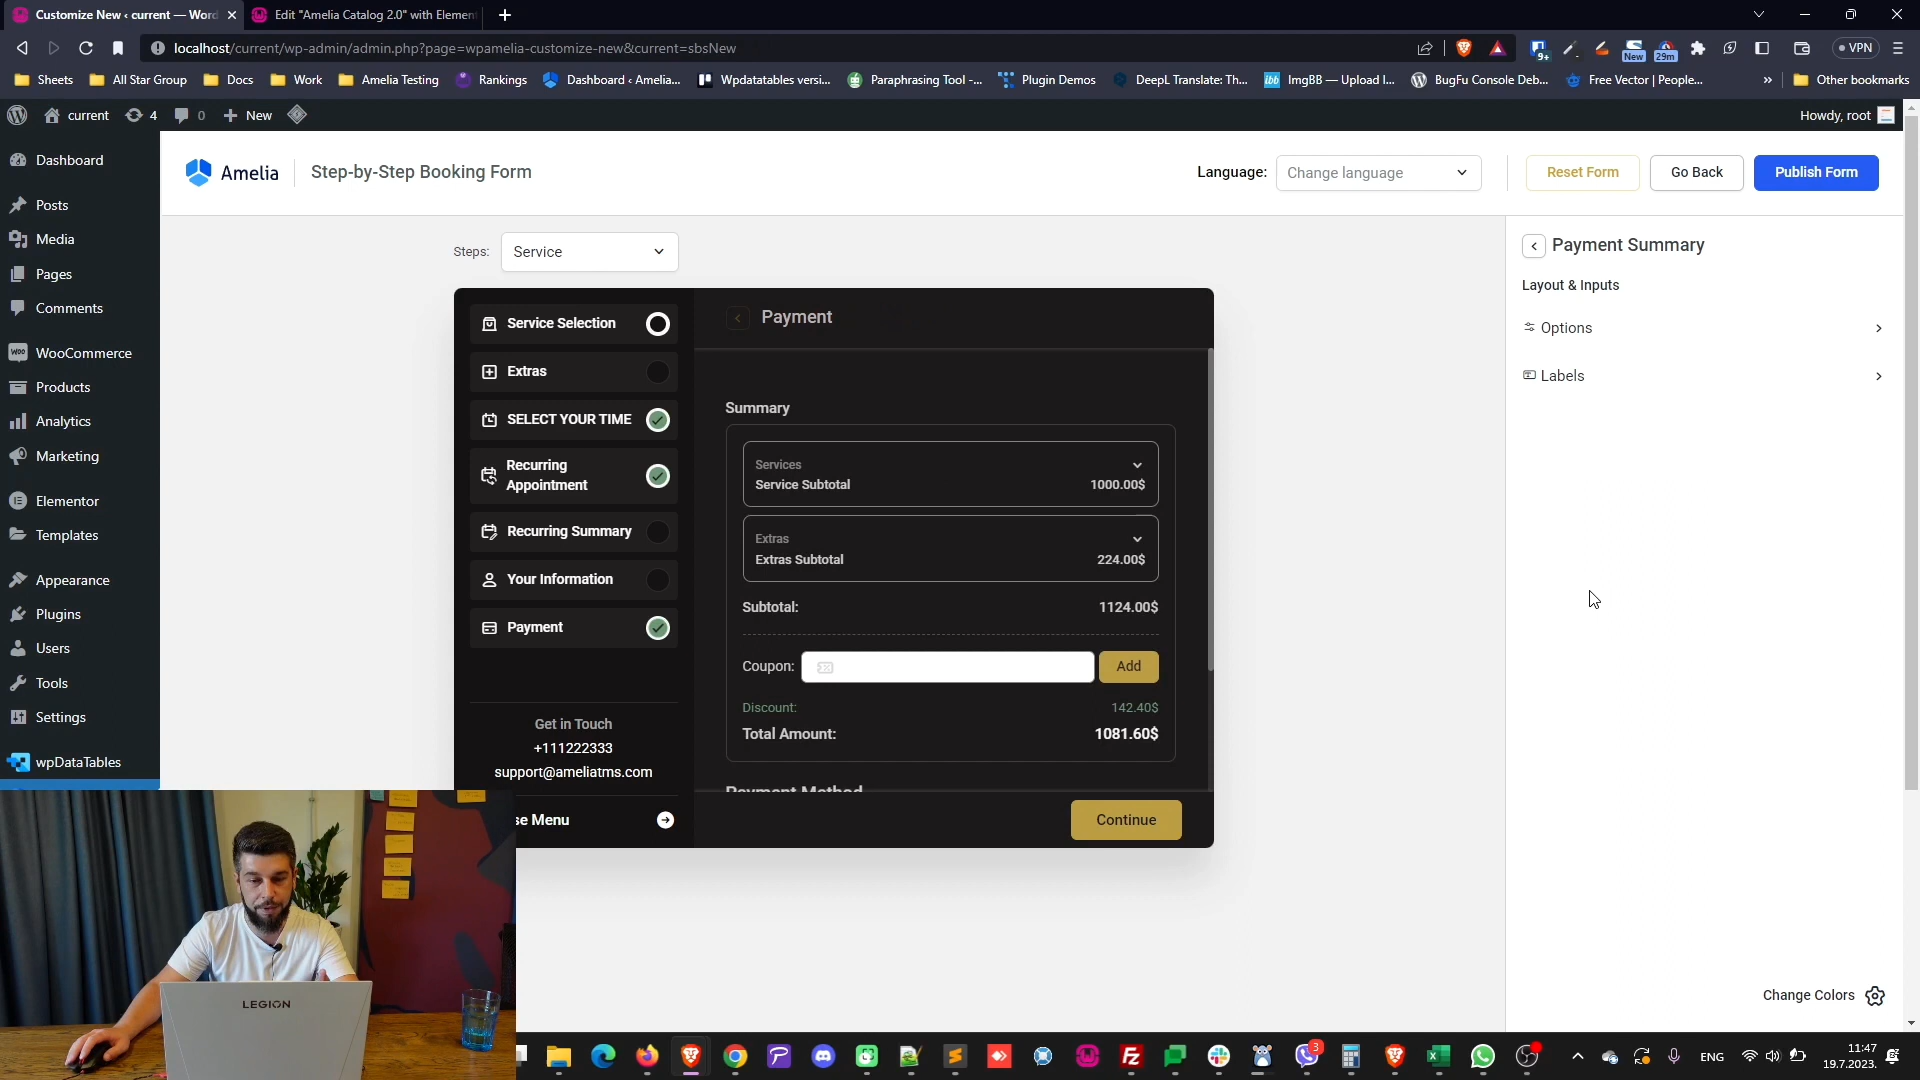 Customize New ‹ current — Word
Edit "Amelia Catalog 2.0" with Elemen
localhost/current/wp-admin/admin.php?page=wpamelia-customize-new&current=sbsNew
9+
New
29m
VPN
Sheets
All Star Group
Docs
Work
Amelia Testing
Rankings
Dashboard ‹ Amelia...
Wpdatatables versi...
Paraphrasing Tool -...
Plugin Demos
DeepL Translate: Th...
ImgBB — Upload I...
BugFu Console Deb...
Free Vector | People,...
»
Other bookmarks
current
4
0
New
Howdy, root
Dashboard
Posts
Media
Pages
Comments
WooCommerce
Products
Analytics
Marketing
Elementor
Templates
Appearance
Plugins
Users
Tools
Settings
wpDataTables
Amelia
Step-by-Step Booking Form
Language:
Change language
Reset Form
Go Back
Publish Form
Steps:
Service
Service Selection
Extras
SELECT YOUR TIME
Recurring
Appointment
Recurring Summary
Your Information
Payment
Get in Touch
+111222333
support@ameliatms.com
se Menu
Payment
Summary
Services
Service Subtotal
1000.00$
Extras
Extras Subtotal
224.00$
Subtotal:
1124.00$
Coupon:
Add
Discount:
142.40$
Total Amount:
1081.60$
Payment Method
Continue
Payment Summary
Layout & Inputs
Options
Labels
Change Colors
LEGION
3
ENG
11:47
19.7.2023.